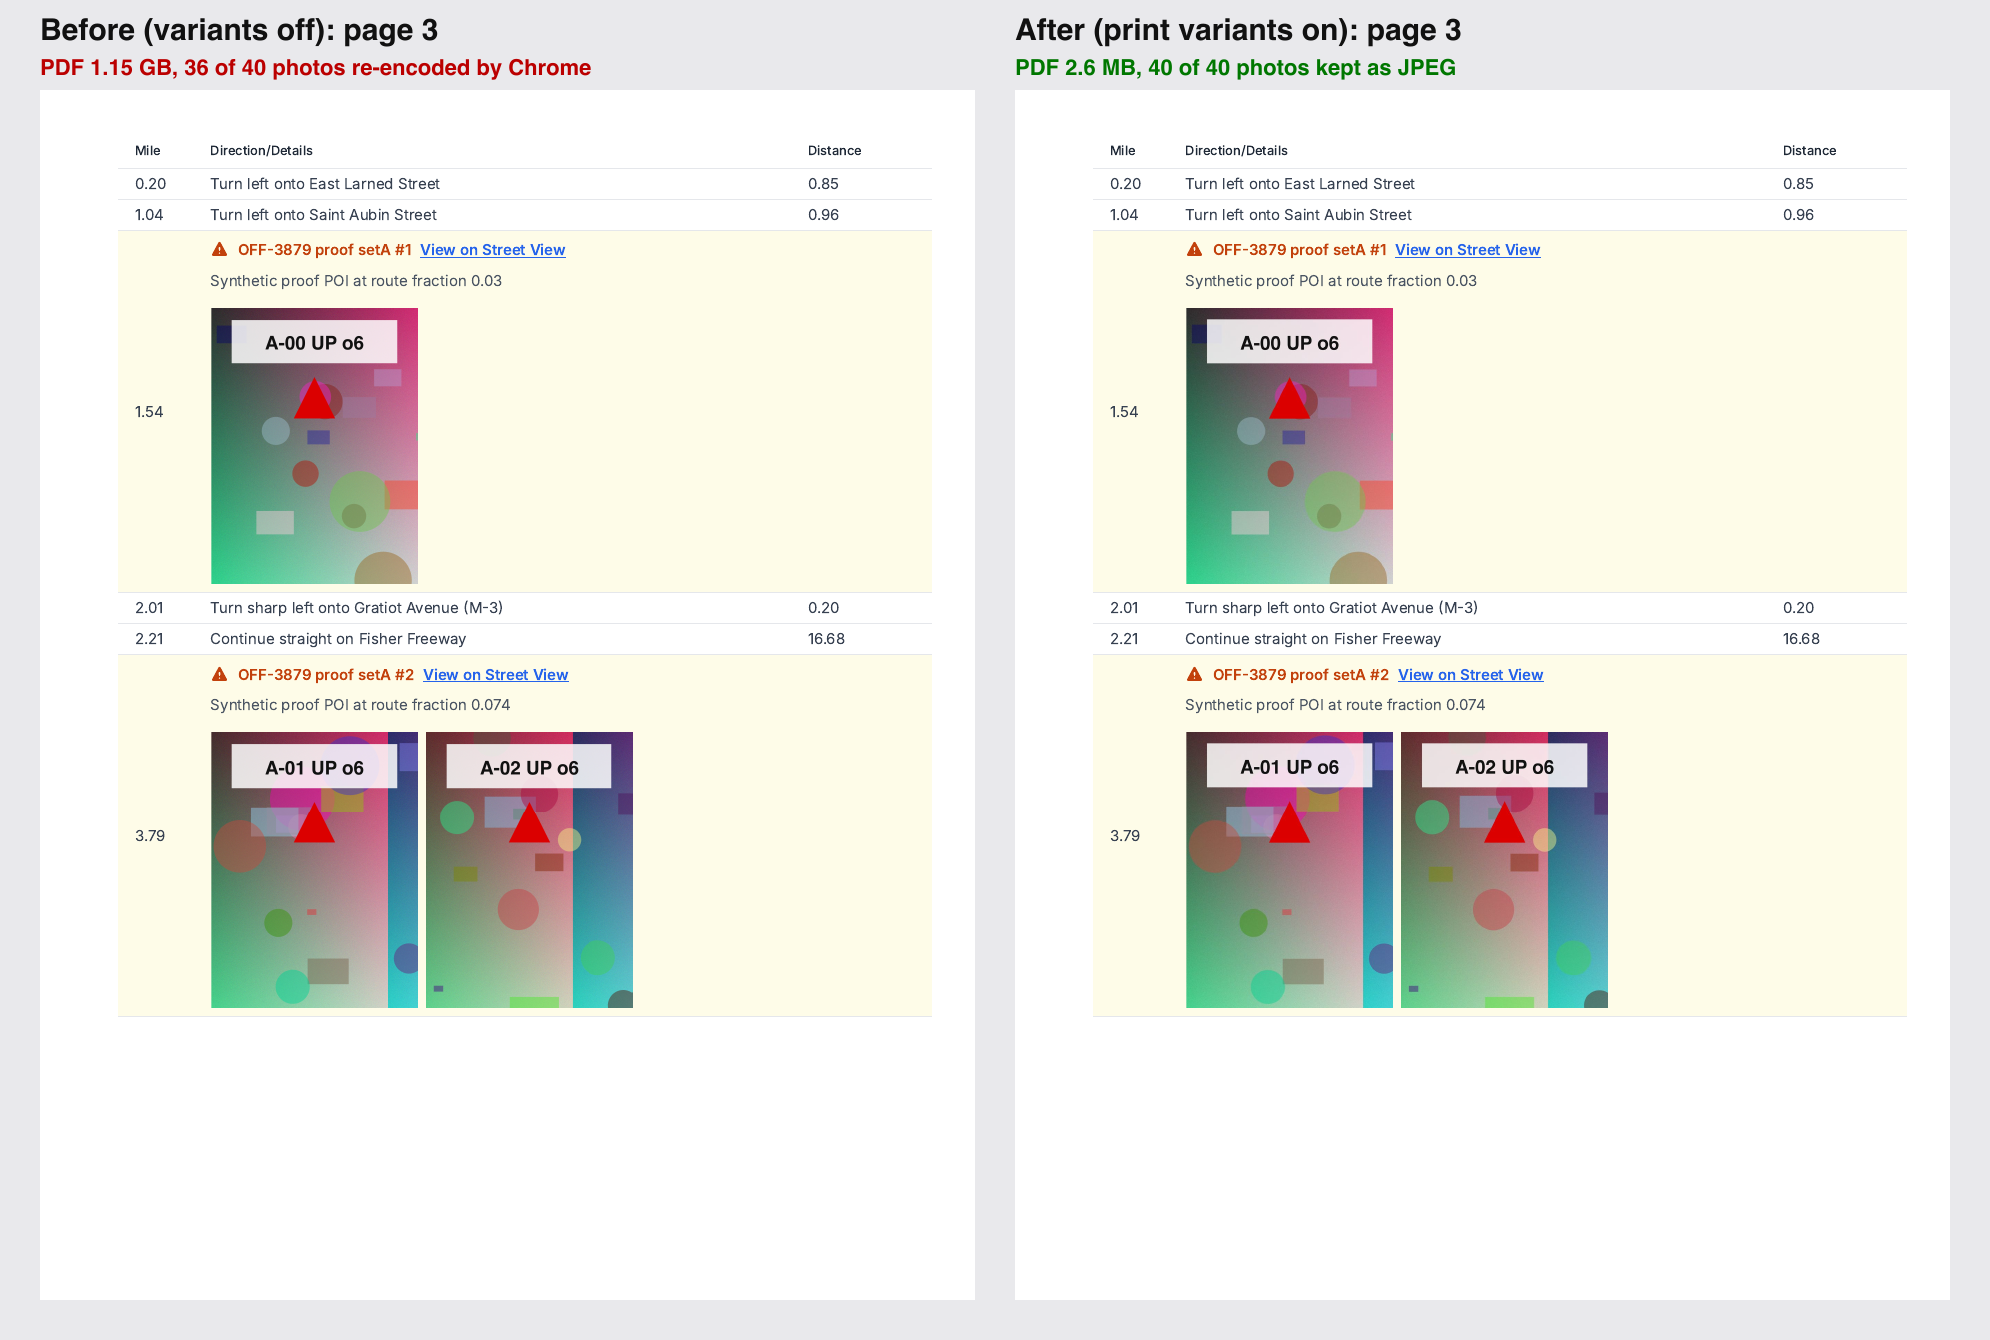 Before (variants off): page 3
PDF 1.15 GB, 36 of 40 photos re-encoded by Chrome
Mile Direction/Details Distance
0.20 Turn left onto East Larned Street 0.85
1.04 Turn left onto Saint Aubin Street 0.96
OFF-3879 proof setA #1 View on Street View
Synthetic proof POI at route fraction 0.03
A-00 UP o6
1.54
2.01 Turn sharp left onto Gratiot Avenue (M-3) 0.20
2.21 Continue straight on Fisher Freeway 16.68
OFF-3879 proof setA #2 View on Street View
Synthetic proof POI at route fraction 0.074
A-01 UP o6 A-02 UP o6
3.79
After (print variants on): page 3
PDF 2.6 MB, 40 of 40 photos kept as JPEG
Mile Direction/Details Distance
0.20 Turn left onto East Larned Street 0.85
1.04 Turn left onto Saint Aubin Street 0.96
OFF-3879 proof setA #1 View on Street View
Synthetic proof POI at route fraction 0.03
A-00 UP o6
1.54
2.01 Turn sharp left onto Gratiot Avenue (M-3) 0.20
2.21 Continue straight on Fisher Freeway 16.68
OFF-3879 proof setA #2 View on Street View
Synthetic proof POI at route fraction 0.074
A-01 UP o6 A-02 UP o6
3.79